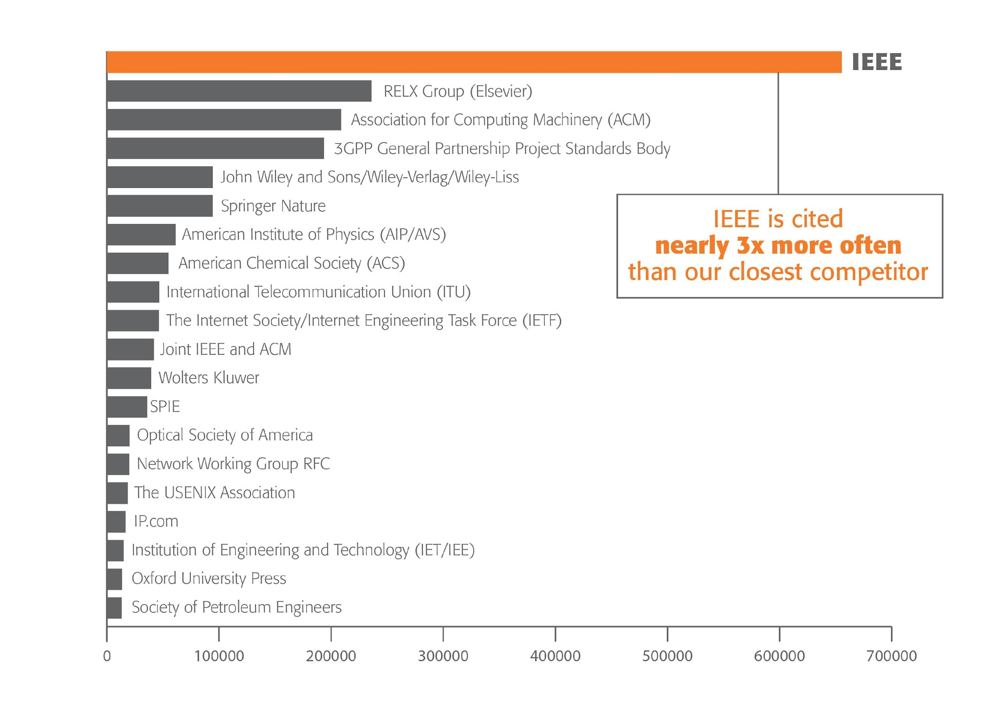 IEEE
RELX Group (Elsevier)
Association for Computing Machinery (ACM)
3GPP General Partnership Project Standards Body
John Wiley and Sons/Wiley-Verlag/Wiley-Liss
Springer Nature
IEEE is cited
nearly 3x more often
than our closest competitor
American Institute of Physics (AIP/AVS)
American Chemical Society (ACS)
International Telecommunication Union (ITU)
The Internet Society/Internet Engineering Task Force (IETF)
Joint IEEE and ACM
Wolters Kluwer
SPIE
Optical Society of America
Network Working Group RFC
The USENIX Association
IP.com
Institution of Engineering and Technology (IET/IEE)
Oxford University Press
Society of Petroleum Engineers
0 100000 200000 300000 400000 500000 600000 700000